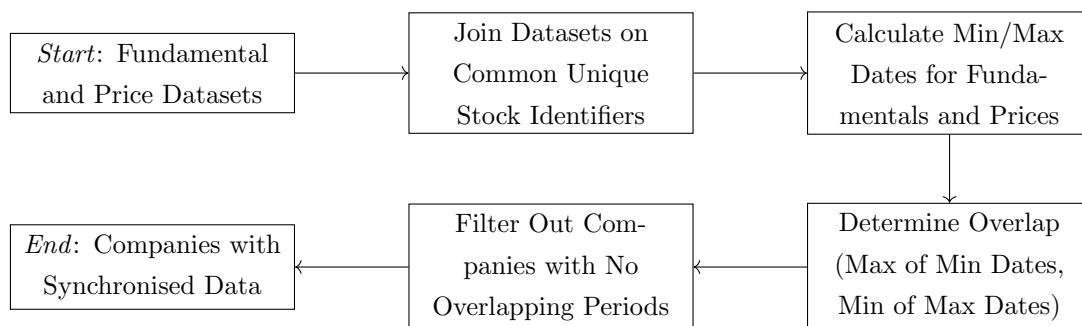 Start: Fundamental
and Price Datasets
Join Datasets on
Common Unique
Stock Identifiers
Calculate Min/Max
Dates for Funda-
mentals and Prices
Determine Overlap
(Max of Min Dates,
Min of Max Dates)
Filter Out Com-
panies with No
Overlapping Periods
End: Companies with
Synchronised Data